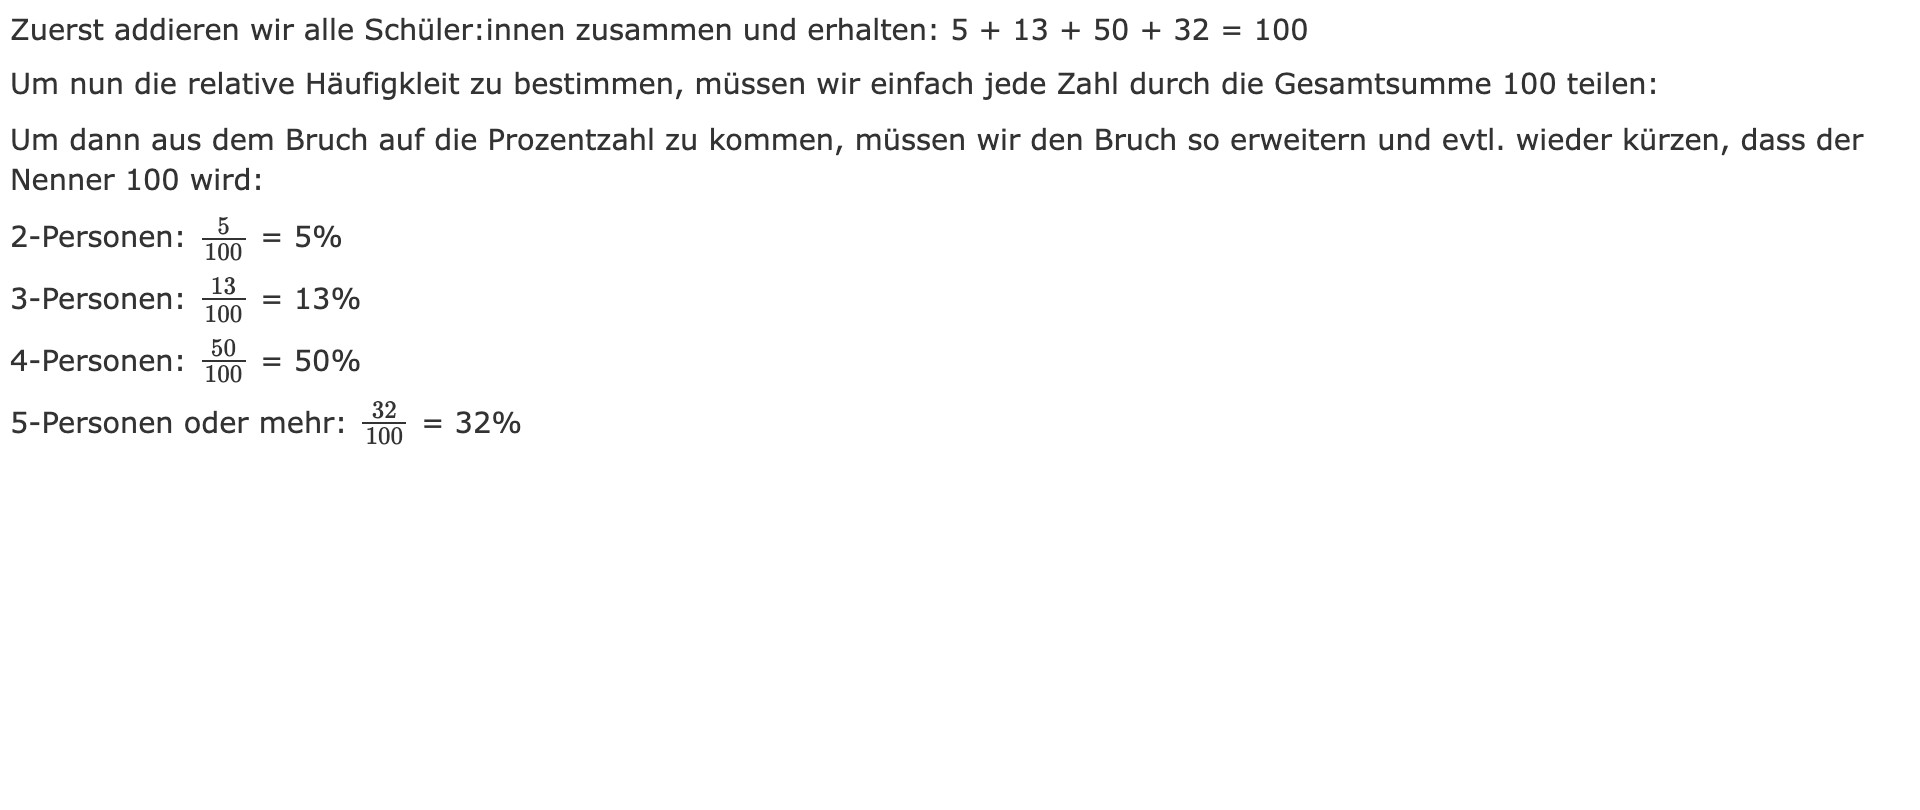 Zuerst addieren wir alle Schüler:innen zusammen und erhalten: 5 + 13 + 50 + 32 = 100
Um nun die relative Häufigkleit zu bestimmen, müssen wir einfach jede Zahl durch die Gesamtsumme 100 teilen:
Um dann aus dem Bruch auf die Prozentzahl zu kommen, müssen wir den Bruch so erweitern und evtl. wieder kürzen, dass der
Nenner 100 wird:
2-Personen: 5/100 = 5%
3-Personen: 13/100 = 13%
4-Personen: 50/100 = 50%
5-Personen oder mehr: 32/100 = 32%